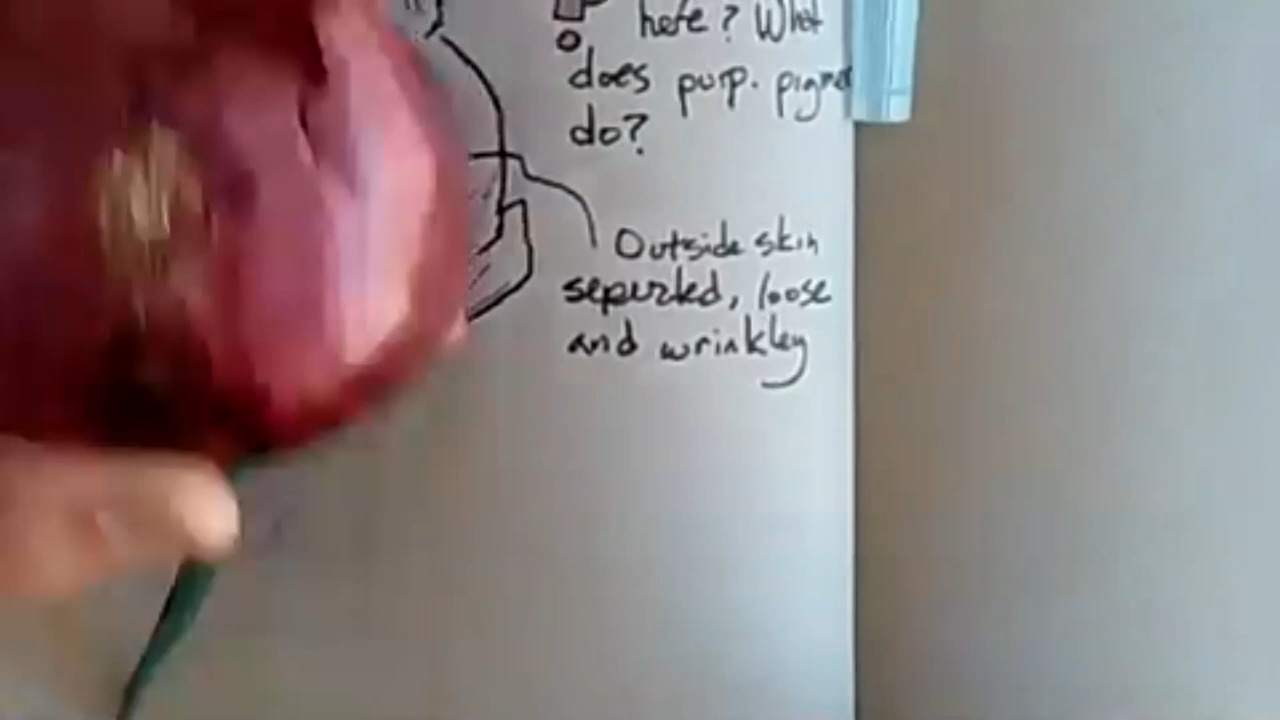 here? What
does purp. pigme
do?
Outside skin
seperated, loose
and wrinkley